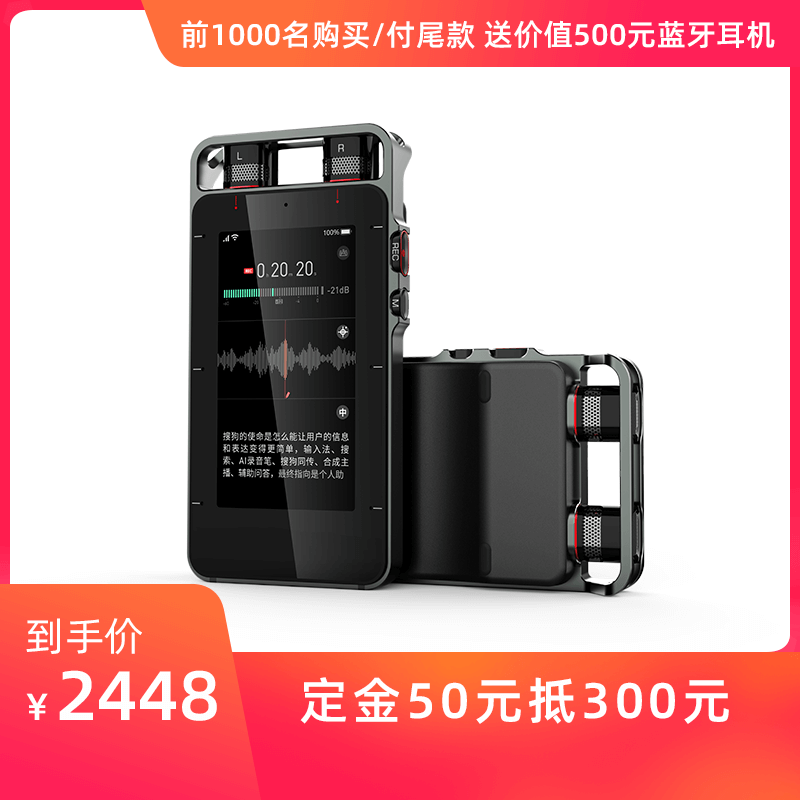 前1000名购买/付尾款 送价值500元蓝牙耳机
L R
100%
REC 0. 20. 20.
REC
-21dB
M
中
搜狗的使命是怎么能让用户的信息
和表达变得更简单，输入法、搜
索、AI录音笔、搜狗同传、合成主
播、辅助问答，最终指向是个人助
到手价
¥2448
定金50元抵300元